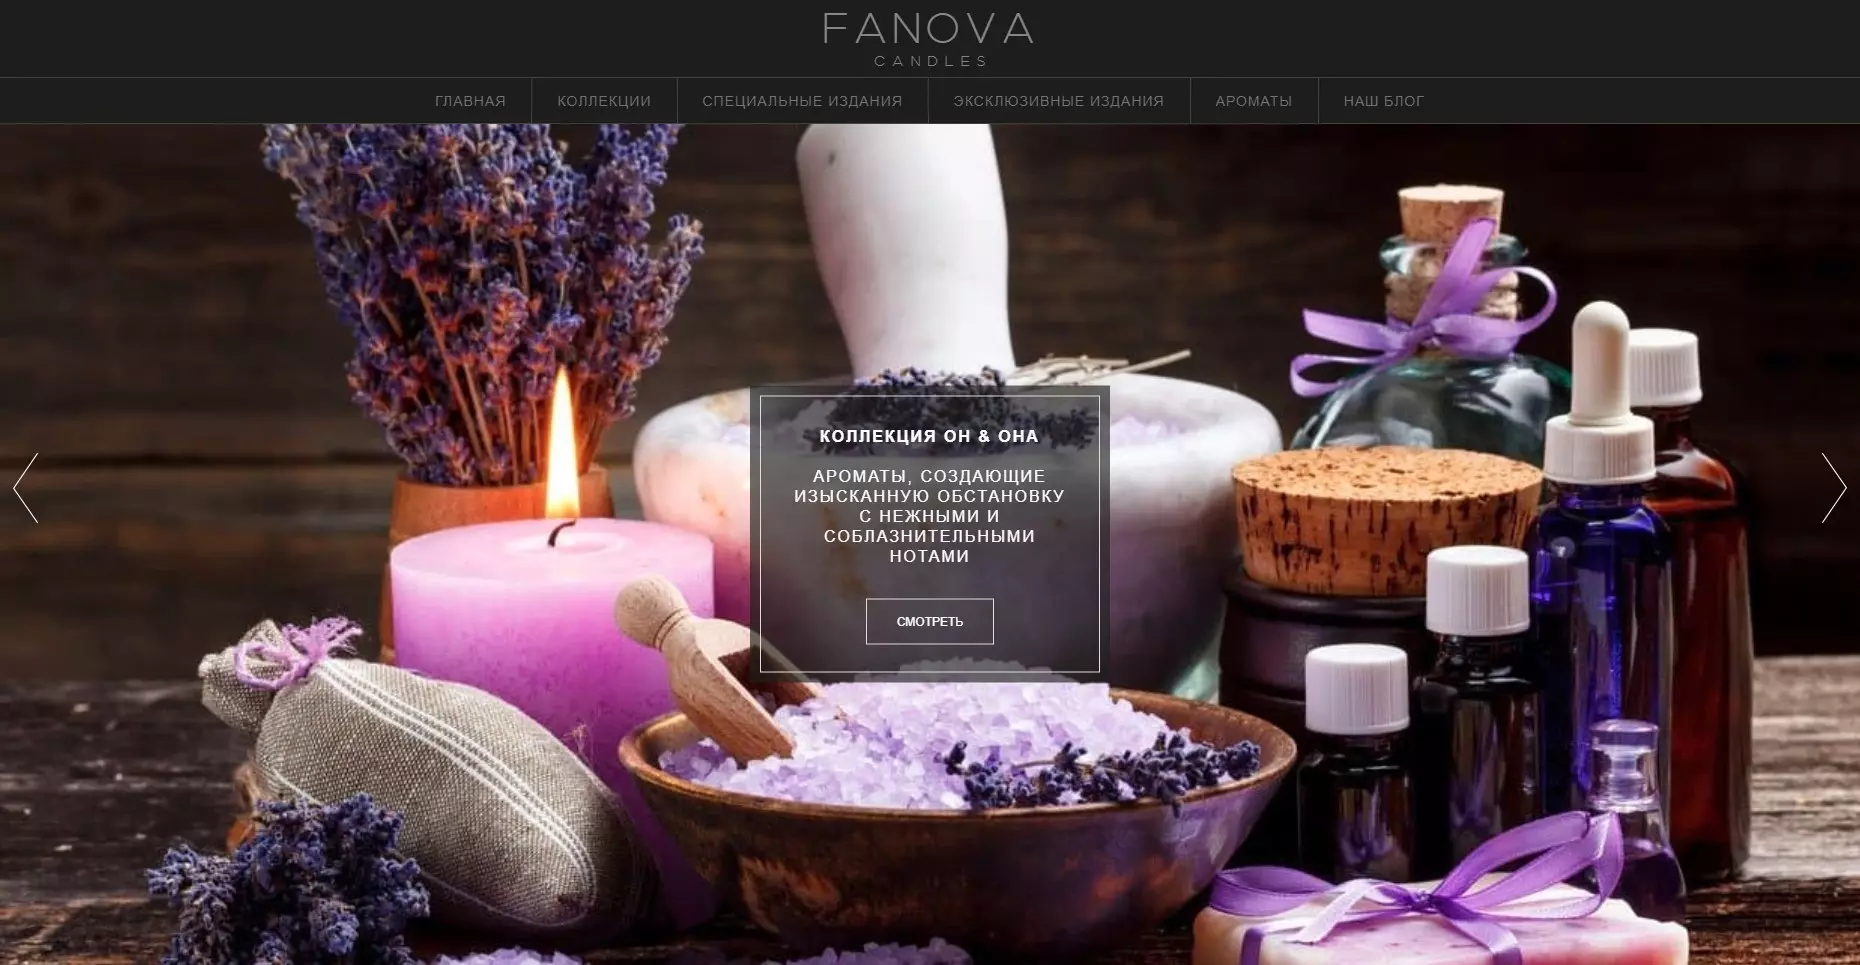 FANOVA
CANDLES
ГЛАВНАЯ
КОЛЛЕКЦИИ
СПЕЦИАЛЬНЫЕ ИЗДАНИЯ
ЭКСКЛЮЗИВНЫЕ ИЗДАНИЯ
АРОМАТЫ
НАШ БЛОГ
КОЛЛЕКЦИЯ ОН & ОНА
АРОМАТЫ, СОЗДАЮЩИЕ
ИЗЫСКАННУЮ ОБСТАНОВКУ
С НЕЖНЫМИ И
СОБЛАЗНИТЕЛЬНЫМИ
НОТАМИ
СМОТРЕТЬ